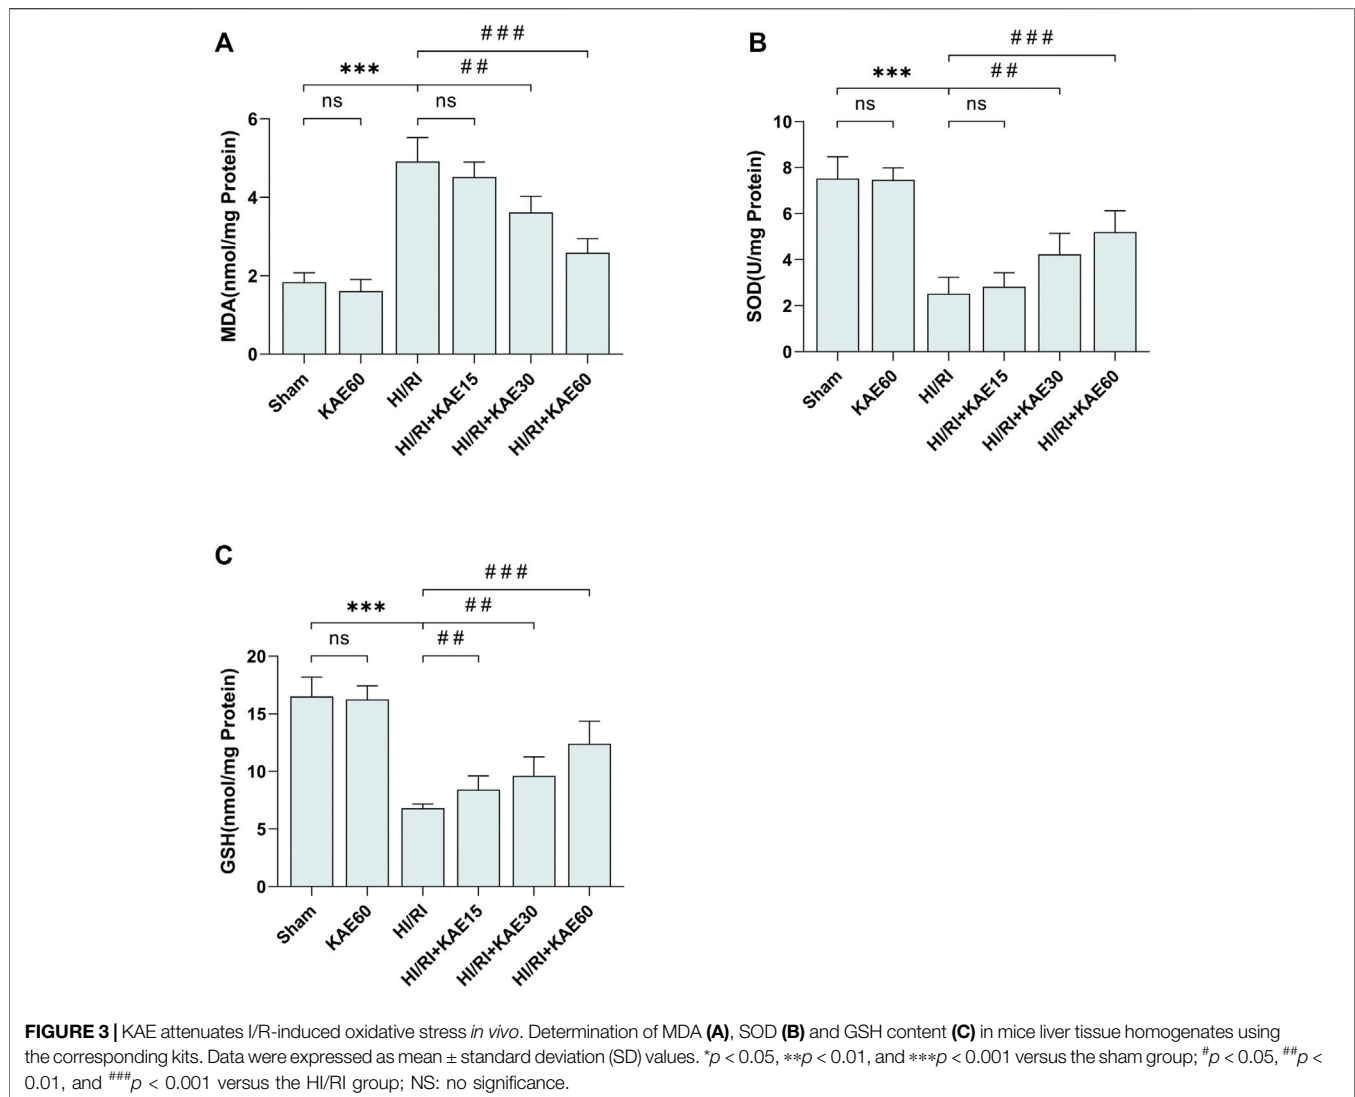 A
###
*** ##
ns ns
MDA(nmol/mg Protein)
6
4
2
0
Sham
KAE60
HI/RI
HI/RI+KAE15
HI/RI+KAE30
HI/RI+KAE60
B
###
*** ##
ns ns
SOD(U/mg Protein)
10
8
6
4
2
0
Sham
KAE60
HI/RI
HI/RI+KAE15
HI/RI+KAE30
HI/RI+KAE60
C
###
*** ##
ns ##
GSH(nmol/mg Protein)
20
15
10
5
0
Sham
KAE60
HI/RI
HI/RI+KAE15
HI/RI+KAE30
HI/RI+KAE60
FIGURE 3 | KAE attenuates I/R-induced oxidative stress in vivo. Determination of MDA (A), SOD (B) and GSH content (C) in mice liver tissue homogenates using
the corresponding kits. Data were expressed as mean ± standard deviation (SD) values. *p < 0.05, **p < 0.01, and ***p < 0.001 versus the sham group; #p < 0.05, ##p <
0.01, and ###p < 0.001 versus the HI/RI group; NS: no significance.